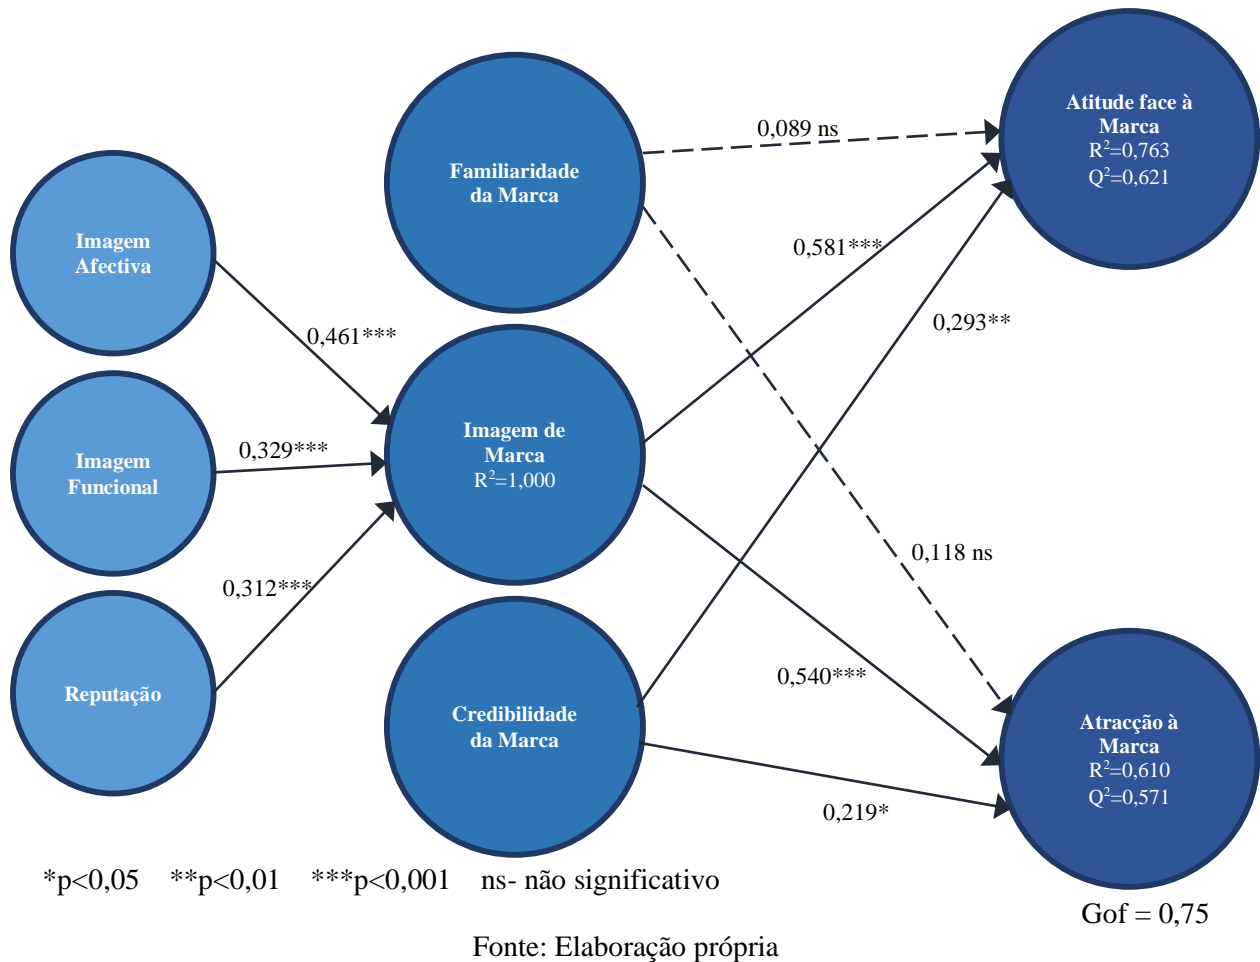 Imagem
Afectiva
Imagem
Funcional
Reputação
0,461***
0,329***
0,312***
Familiaridade
da Marca
Imagem de
Marca
R²=1,000
Credibilidade
da Marca
0,089 ns
0,581***
0,293**
0,118 ns
0,540***
0,219*
Atitude face à
Marca
R²=0,763
Q²=0,621
Atracção à
Marca
R²=0,610
Q²=0,571
*p<0,05 **p<0,01 ***p<0,001 ns- não significativo
Gof = 0,75
Fonte: Elaboração própria